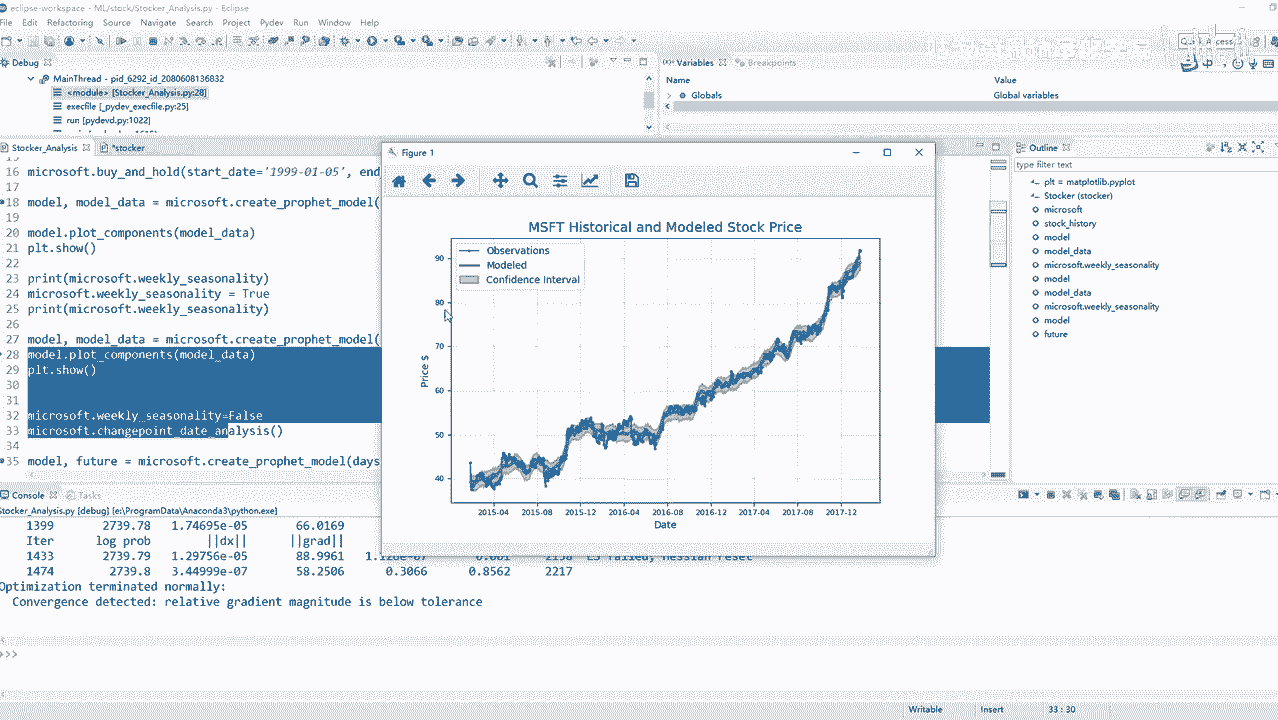 eclipse-workspace - ML/stock/Stocker_Analysis.py - Eclipse
File Edit Refactoring Source Navigate Search Project Pydev Run Window Help
Debug
MainThread - pid_6292_id_2080608136832
<module> [Stocker_Analysis.py:28]
execfile [_pydev_execfile.py:25]
run [pydevd.py:1022]
Variables
Breakpoints
Name Value
Globals Global variables
Stocker_Analysis
*stocker
16 microsoft.buy_and_hold(start_date='1999-01-05', end
17
18 model, model_data = microsoft.create_prophet_model(
19
20 model.plot_components(model_data)
21 plt.show()
22
23 print(microsoft.weekly_seasonality)
24 microsoft.weekly_seasonality = True
25 print(microsoft.weekly_seasonality)
26
27 model, model_data = microsoft.create_prophet_model(
28 model.plot_components(model_data)
29 plt.show()
30
31
32 microsoft.weekly_seasonality=False
33 microsoft.changepoint_date_analysis()
34
35 model, future = microsoft.create_prophet_model(days
Figure 1
MSFT Historical and Modeled Stock Price
Observations
Modeled
Confidence Interval
90
80
70
60
50
40
Price $
2015-04 2015-08 2015-12 2016-04 2016-08 2016-12 2017-04 2017-08 2017-12
Date
Outline
type filter text
plt = matplotlib.pyplot
Stocker (stocker)
microsoft
stock_history
model
model_data
microsoft.weekly_seasonality
model
model_data
microsoft.weekly_seasonality
model
future
Console
Tasks
Stocker_Analysis.py [debug] [e:\ProgramData\Anaconda3\python.exe]
1399 2739.78 1.74695e-05 66.0169
Iter log prob ||dx|| ||grad||
1433 2739.79 1.29756e-05 88.9961
1474 2739.8 3.44999e-07 58.2506 0.3066 0.8562 2217
Optimization terminated normally:
Convergence detected: relative gradient magnitude is below tolerance
>>>
Writable Insert 33 : 30